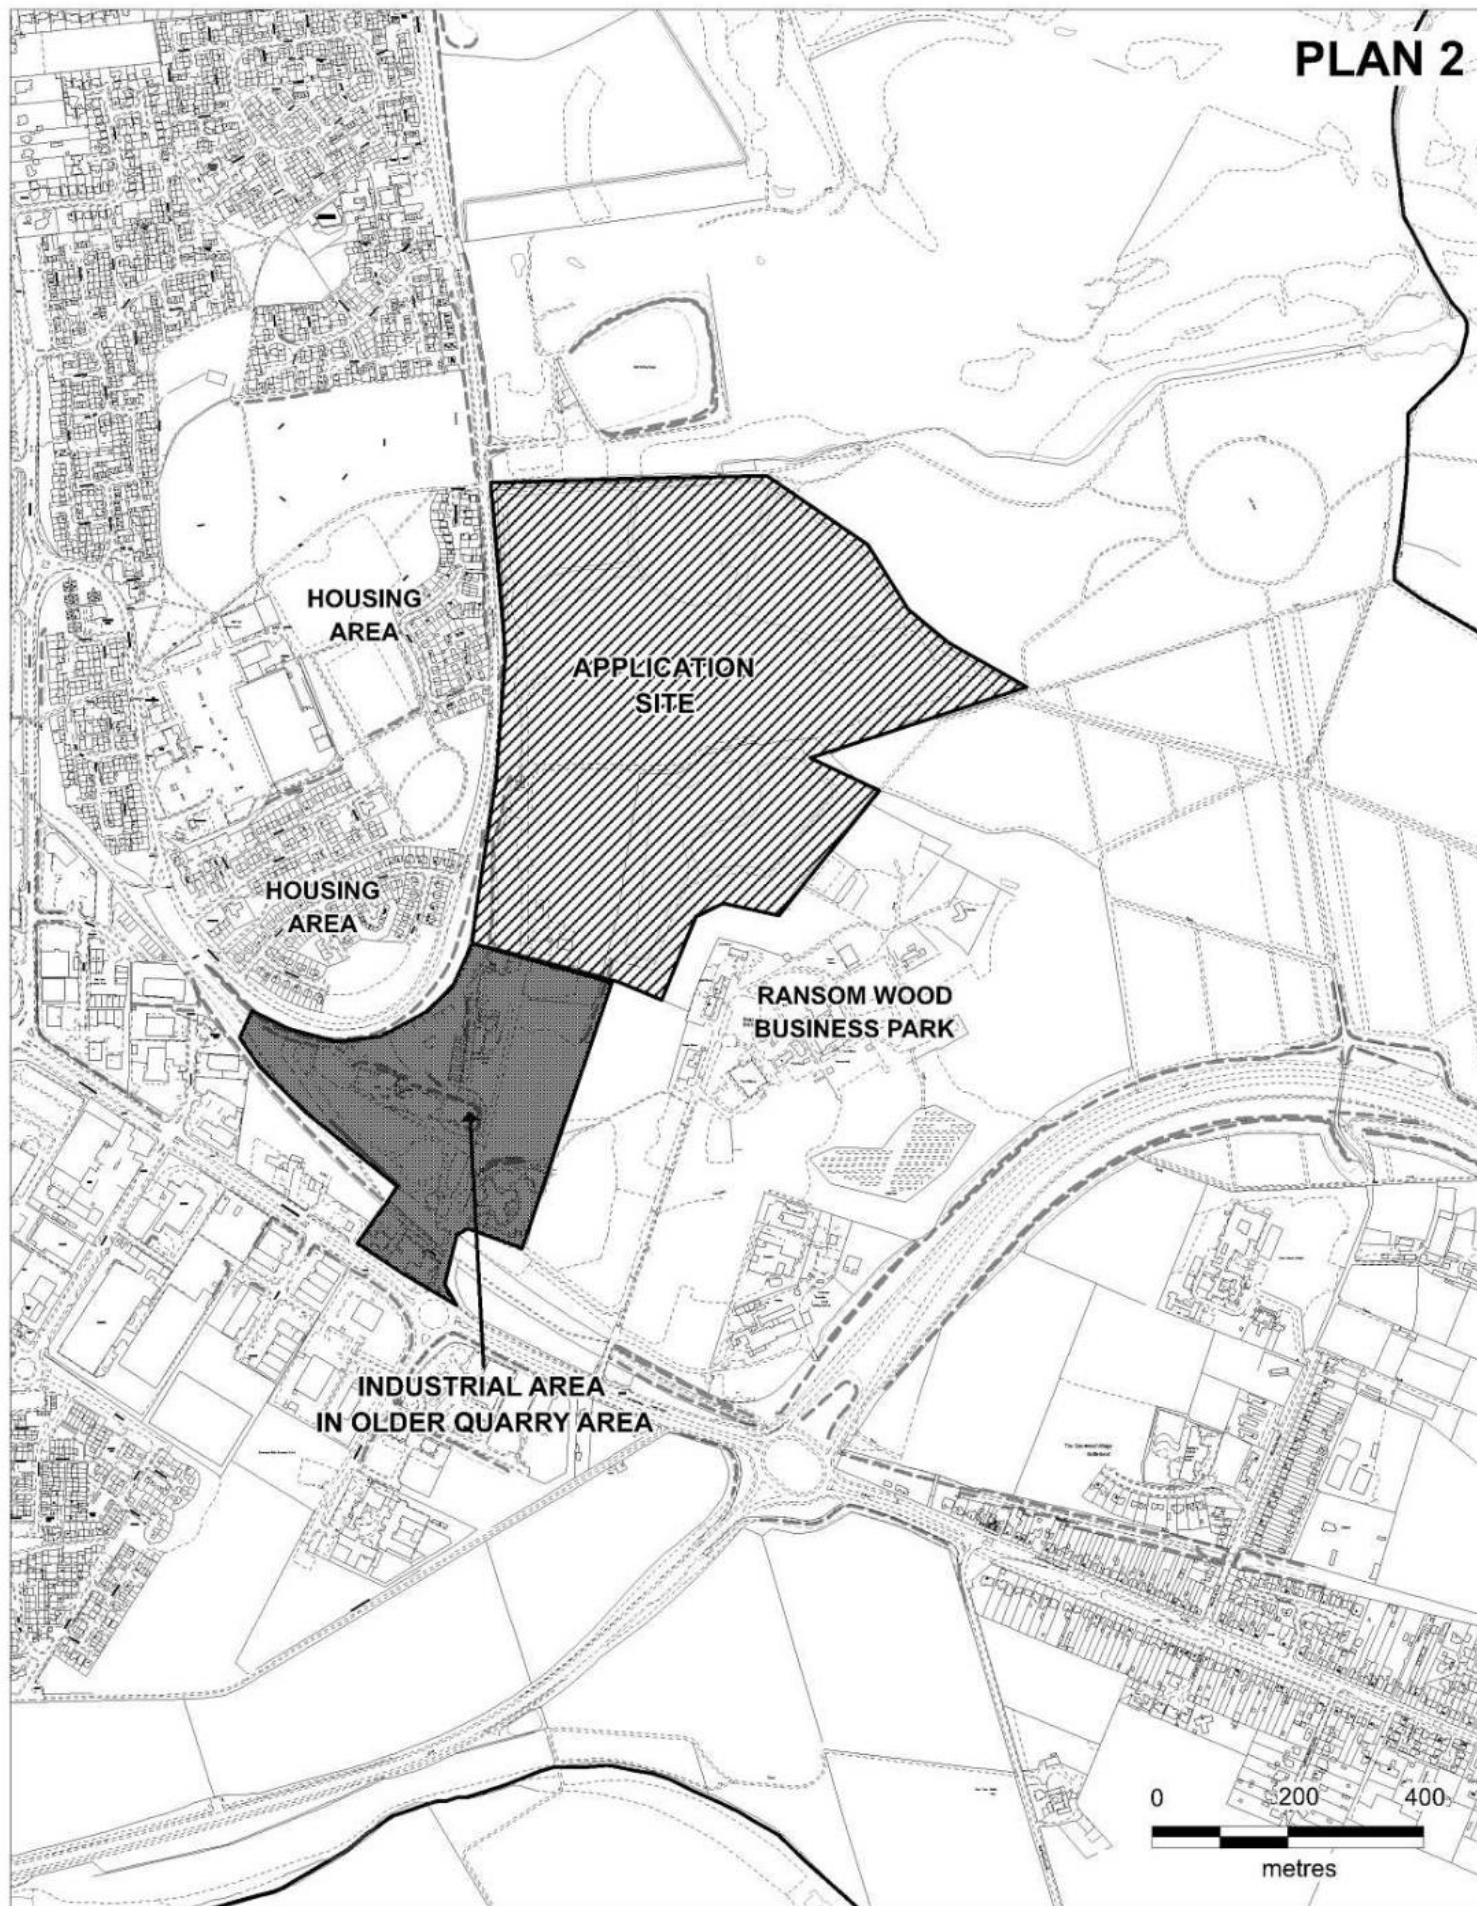 PLAN 2
HOUSING
AREA
APPLICATION
SITE
HOUSING
AREA
RANSOM WOOD
BUSINESS PARK
INDUSTRIAL AREA
IN OLDER QUARRY AREA
0 200 400
metres